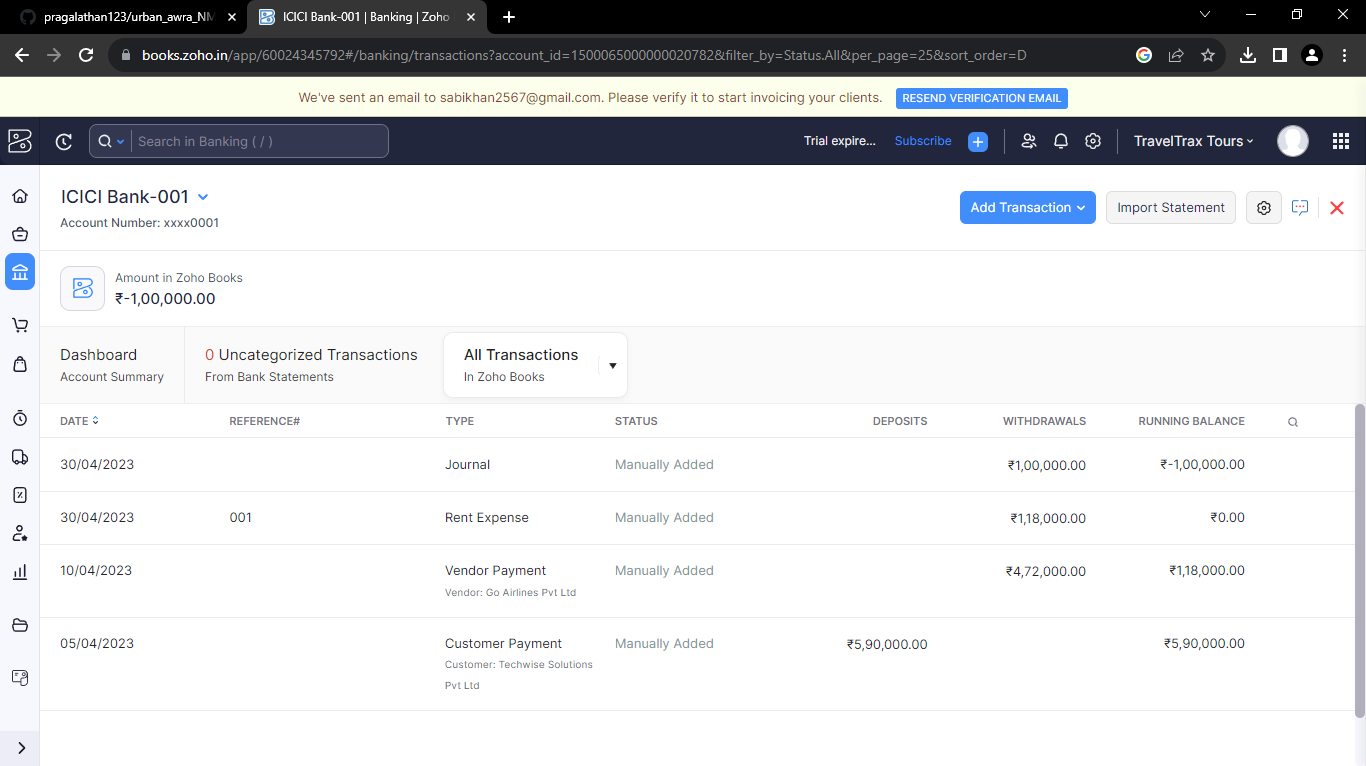 pragalathan123/urban_awra_NM
ICICI Bank-001 | Banking | Zoho
books.zoho.in/app/60024345792#/banking/transactions?account_id=1500065000000020782&filter_by=Status.All&per_page=25&sort_order=D
We've sent an email to sabikhan2567@gmail.com. Please verify it to start invoicing your clients. RESEND VERIFICATION EMAIL
Search in Banking ( / ) Trial expire... Subscribe TravelTrax Tours
ICICI Bank-001
Account Number: xxxx0001
Add Transaction Import Statement
Amount in Zoho Books
₹-1,00,000.00
Dashboard 0 Uncategorized Transactions All Transactions
Account Summary From Bank Statements In Zoho Books
DATE REFERENCE# TYPE STATUS DEPOSITS WITHDRAWALS RUNNING BALANCE
30/04/2023 Journal Manually Added ₹1,00,000.00 ₹-1,00,000.00
30/04/2023 001 Rent Expense Manually Added ₹1,18,000.00 ₹0.00
10/04/2023 Vendor Payment Manually Added ₹4,72,000.00 ₹1,18,000.00
Vendor: Go Airlines Pvt Ltd
05/04/2023 Customer Payment Manually Added ₹5,90,000.00 ₹5,90,000.00
Customer: Techwise Solutions
Pvt Ltd